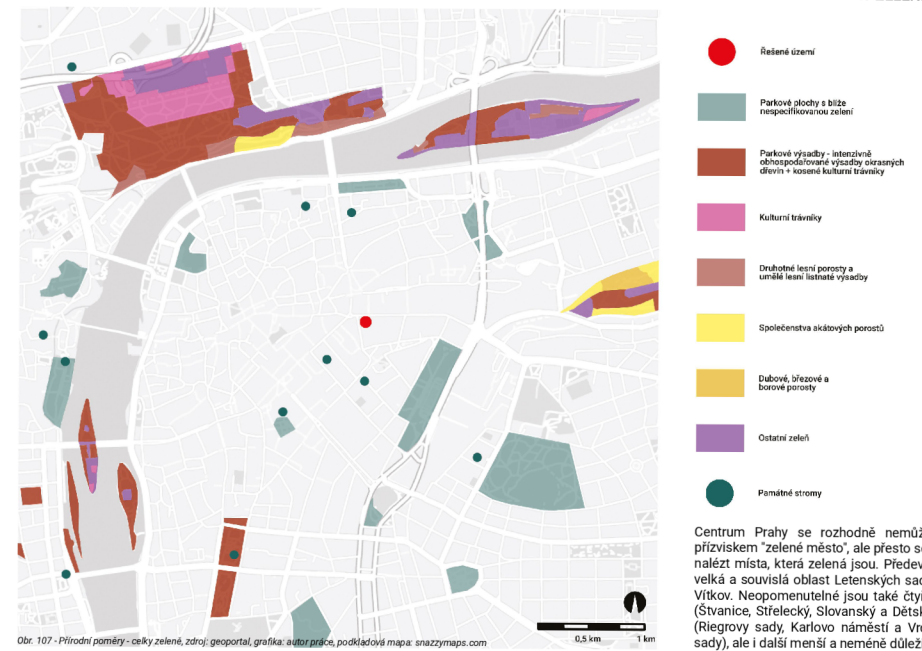 Řešené území
Parkové plochy s blíže
nespecifikovanou zelení
Parkové výsadby - intenzivně
obhospodařované výsadby okrasných
dřevin + kosené kulturní trávníky
Kulturní trávníky
Druhotné lesní porosty a
umělé lesní listnaté výsadby
Společenstva akátových porostů
Dubové, březové a
borové porosty
Ostatní zeleň
Památné stromy
Centrum Prahy se rozhodně nemůž
přízviskem "zelené město", ale přesto se
nalézt místa, která zelená jsou. Předev
velká a souvislá oblast Letenských sad
Vítkov. Neopomenutelné jsou také čtyř
(Štvanice, Střelecký, Slovanský a Dětsk
(Riegrovy sady, Karlovo náměstí a Vr
sady), ale i další menší a neméně důlež
0,5 km
1 km
Obr. 107 - Přírodní poměry - celky zeleně, zdroj: geoportal, grafika: autor práce, podkladová mapa: snazzymaps.com